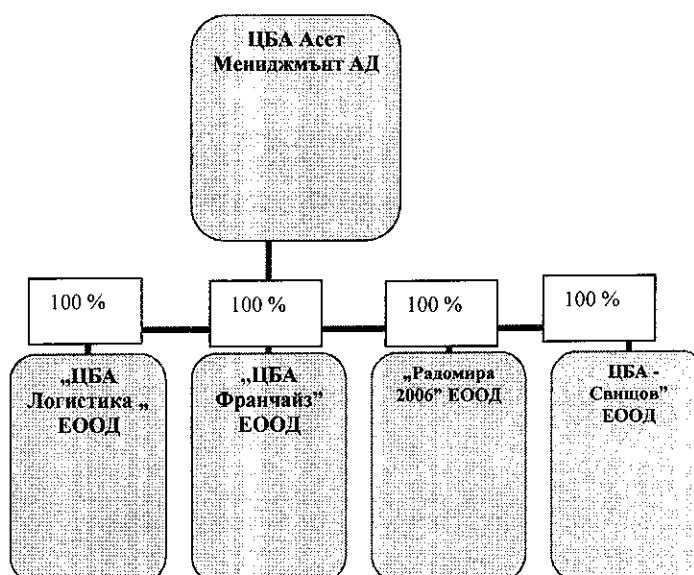 ЦБА Асет
Мениджмънт АД
100 %
100 %
100 %
100 %
„ЦБА
Логистика „
ЕООД
„ЦБА
Франчайз”
ЕООД
„Радомира
2006” ЕООД
ЦБА -
Свищов”
ЕООД